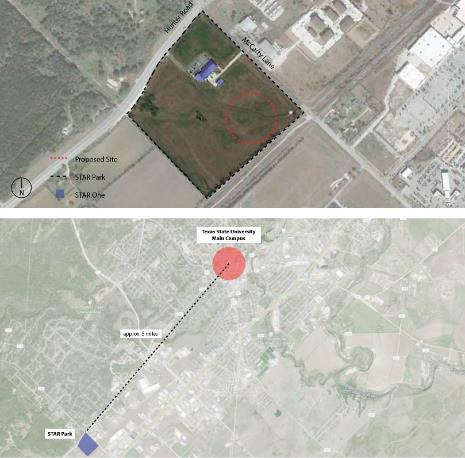 Hunter Road
McCarty Lane
Proposed Site
STAR Park
STAR One
N
Texas State University
Main Campus
approx. 5 miles
STAR Park